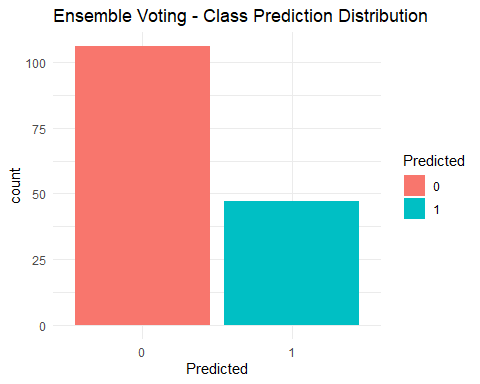 Ensemble Voting - Class Prediction Distribution
100
75
50
25
0
count
0 1
Predicted
Predicted
0
1